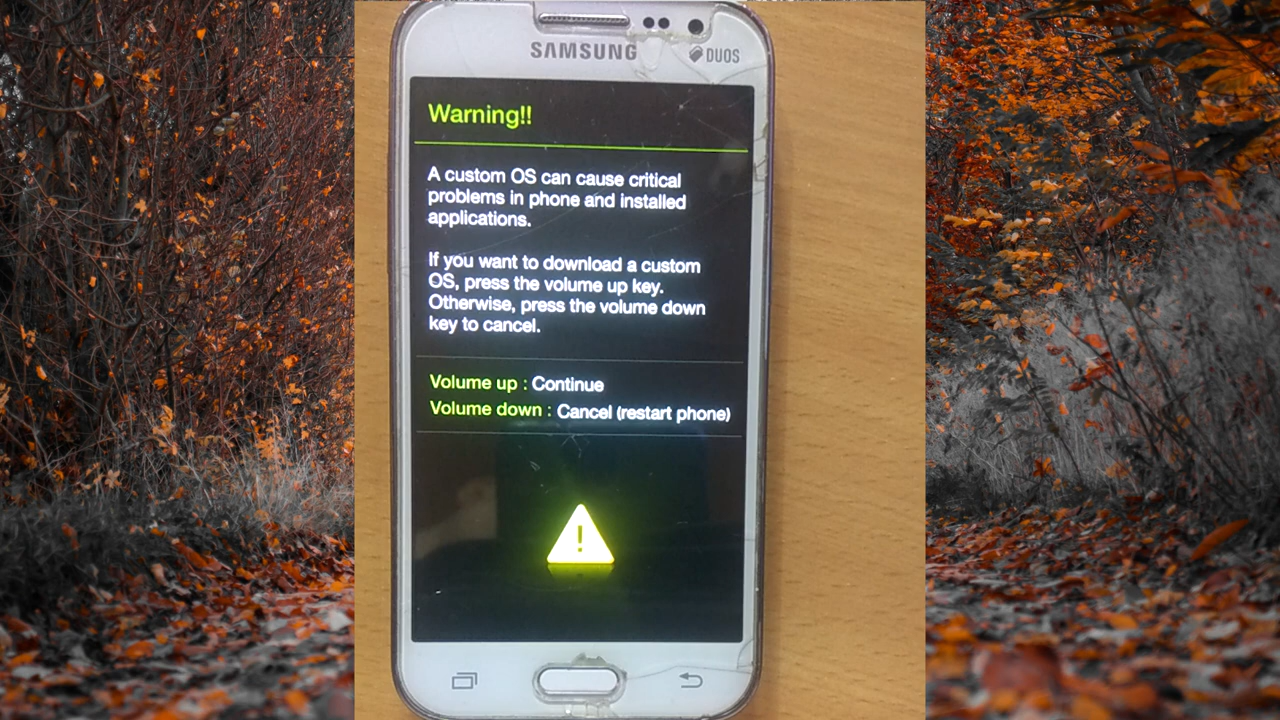 SAMSUNG
DUOS
Warning!!
A custom OS can cause critical
problems in phone and installed
applications.
If you want to download a custom
OS, press the volume up key.
Otherwise, press the volume down
key to cancel.
Volume up : Continue
Volume down : Cancel (restart phone)
!